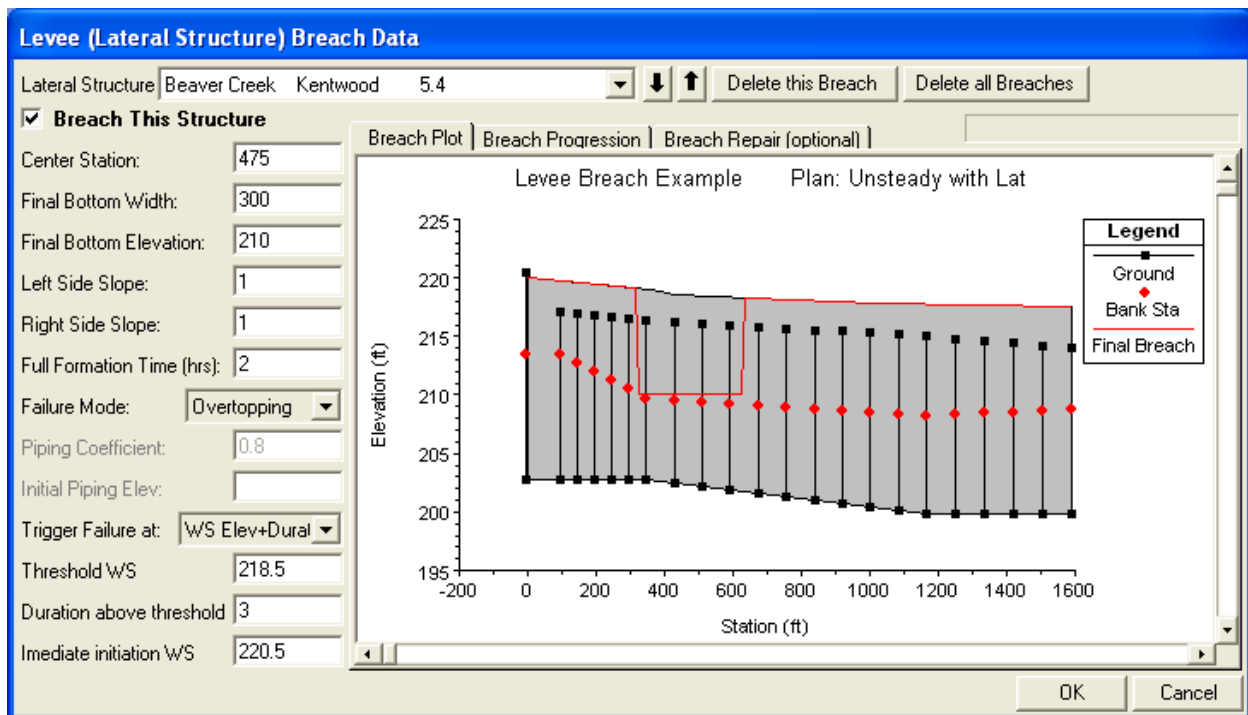 Levee (Lateral Structure) Breach Data
Lateral Structure Beaver Creek Kentwood 5.4 Delete this Breach Delete all Breaches
Breach This Structure
Breach Plot Breach Progression Breach Repair (optional)
Center Station: 475
Final Bottom Width: 300
Final Bottom Elevation: 210
Left Side Slope: 1
Right Side Slope: 1
Full Formation Time (hrs): 2
Failure Mode: Overtopping
Piping Coefficient: 0.8
Initial Piping Elev:
Trigger Failure at: WS Elev+Durat
Threshold WS 218.5
Duration above threshold 3
Imediate initiation WS 220.5
Levee Breach Example Plan: Unsteady with Lat
225
220
215
210
205
200
195
Elevation (ft)
-200 0 200 400 600 800 1000 1200 1400 1600
Station (ft)
Legend
Ground
Bank Sta
Final Breach
OK Cancel